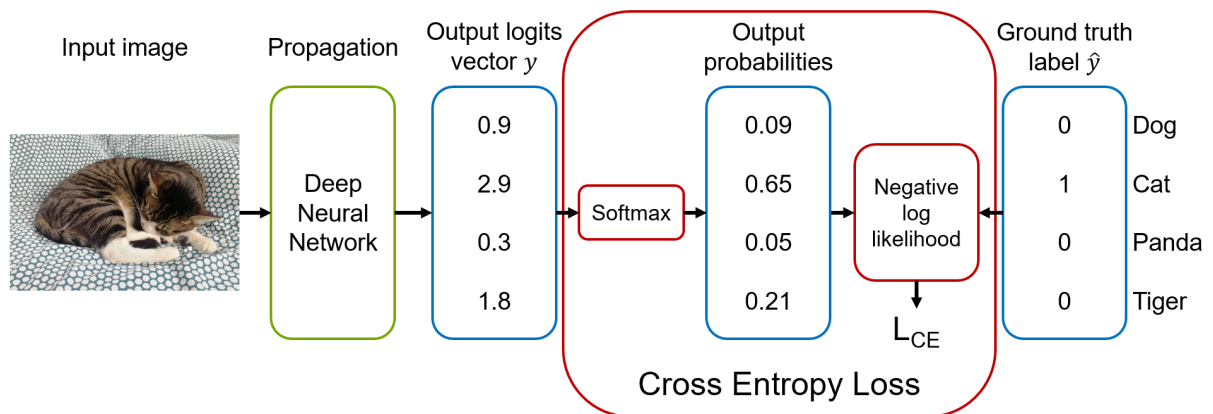 Input image
Propagation
Output logits
vector y
Output
probabilities
Ground truth
label ŷ
Deep
Neural
Network
0.9
2.9
0.3
1.8
Softmax
0.09
0.65
0.05
0.21
Negative
log
likelihood
L_CE
0
1
0
0
Dog
Cat
Panda
Tiger
Cross Entropy Loss